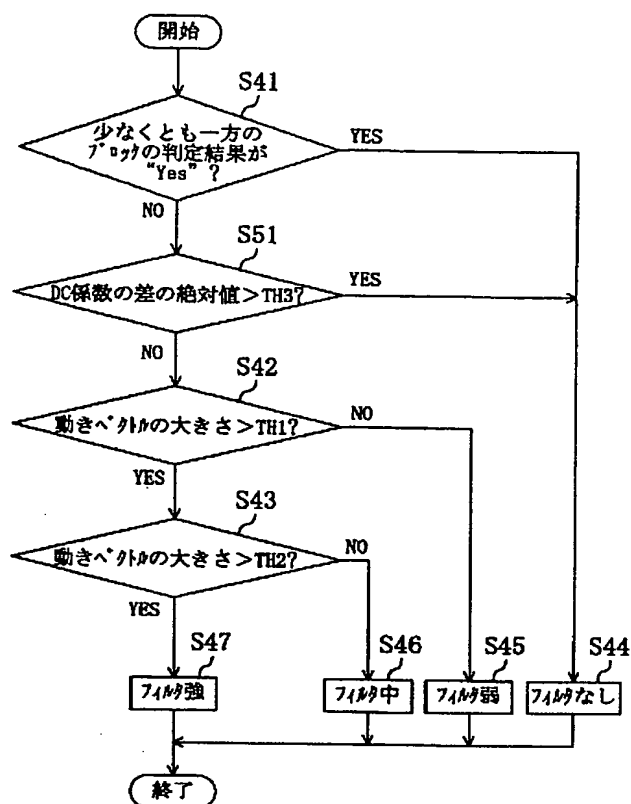 開始
S41
少なくとも一方の
ﾌﾞﾛｯｸの判定結果が
“Yes”？
YES
NO
S51
DC係数の差の絶対値＞TH3?
YES
NO
S42
動きﾍﾞｸﾄﾙの大きさ＞TH1?
NO
YES
S43
動きﾍﾞｸﾄﾙの大きさ＞TH2?
NO
YES
S47
S46
S45
S44
ﾌｨﾙﾀ強
ﾌｨﾙﾀ中
ﾌｨﾙﾀ弱
ﾌｨﾙﾀなし
終了